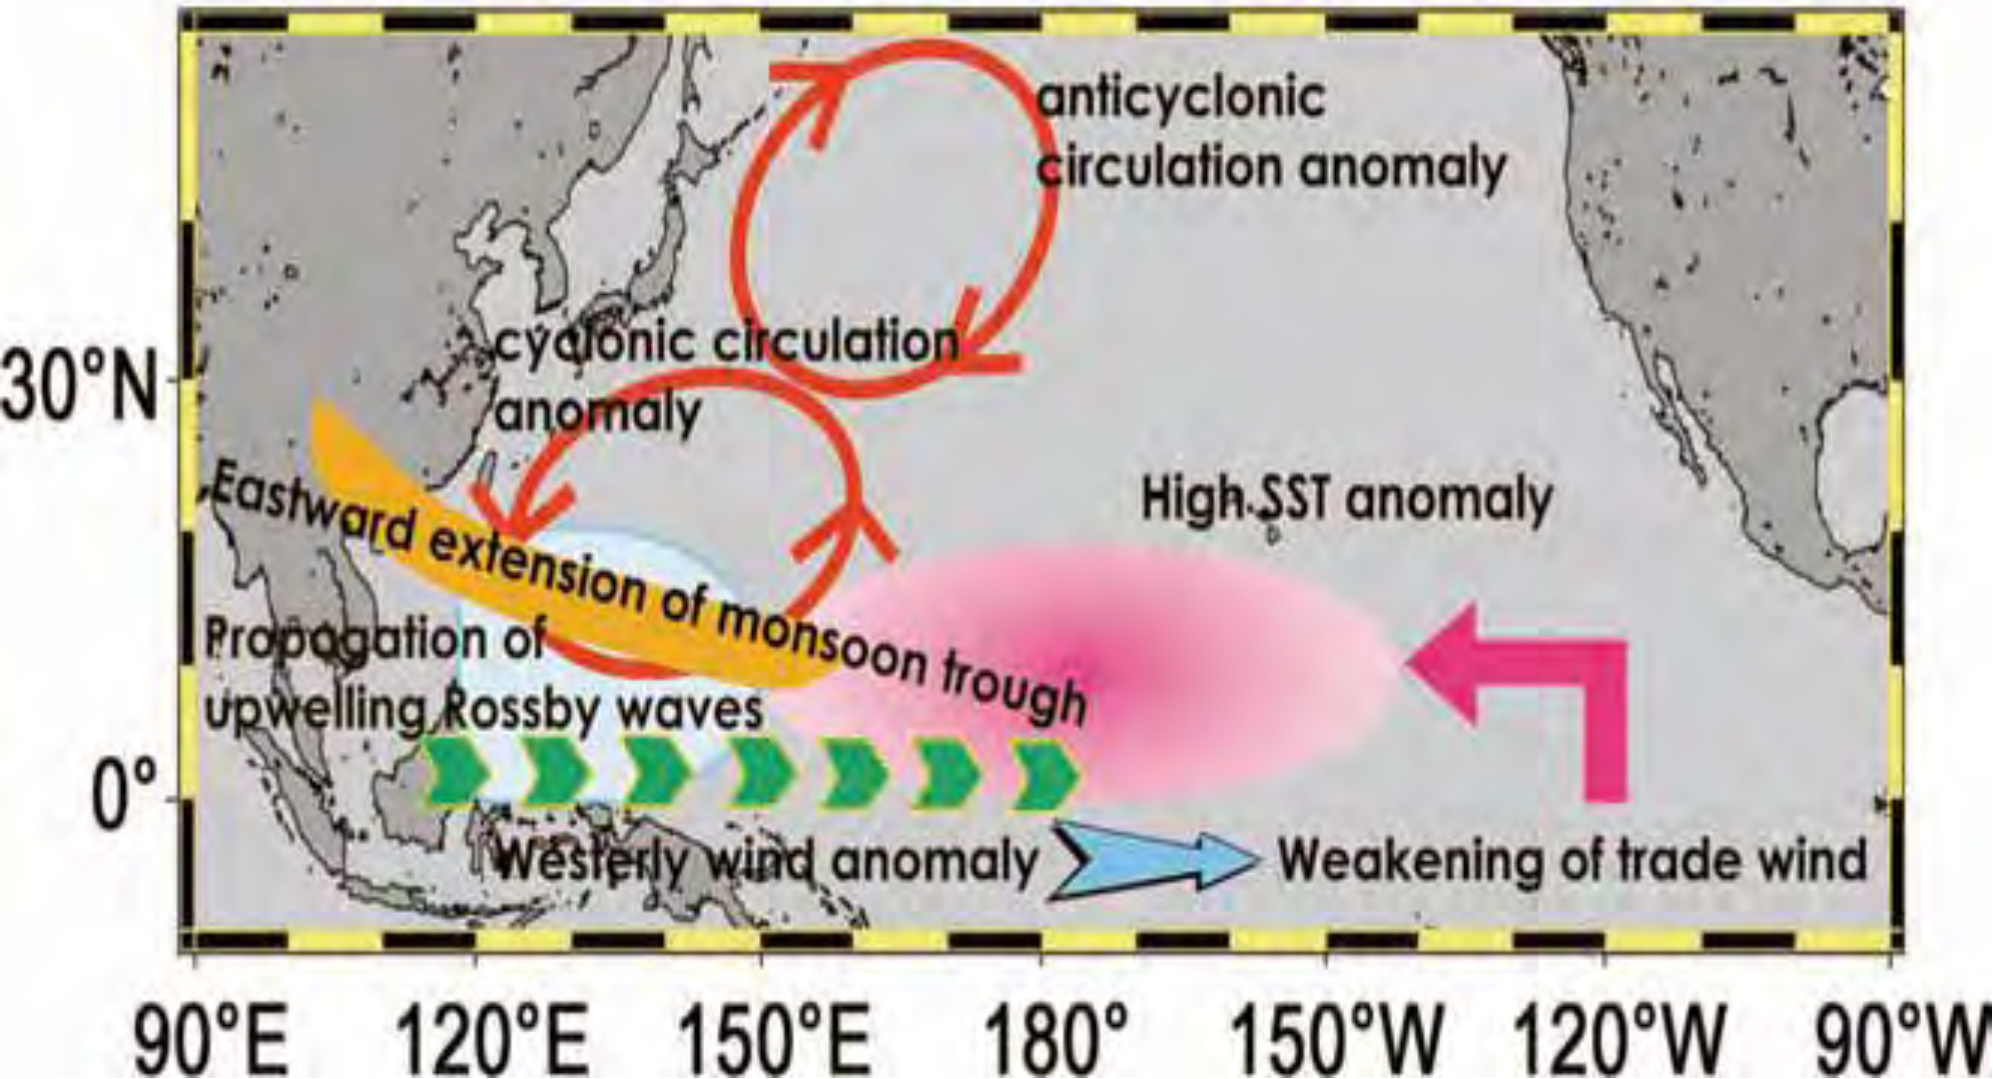 anticyclonic
circulation anomaly
cyclonic circulation
anomaly
30°N
Eastward extension of monsoon trough
High SST anomaly
Propagation of
upwelling Rossby waves
0°
Westerly wind anomaly
Weakening of trade wind
90°E 120°E 150°E 180° 150°W 120°W 90°W